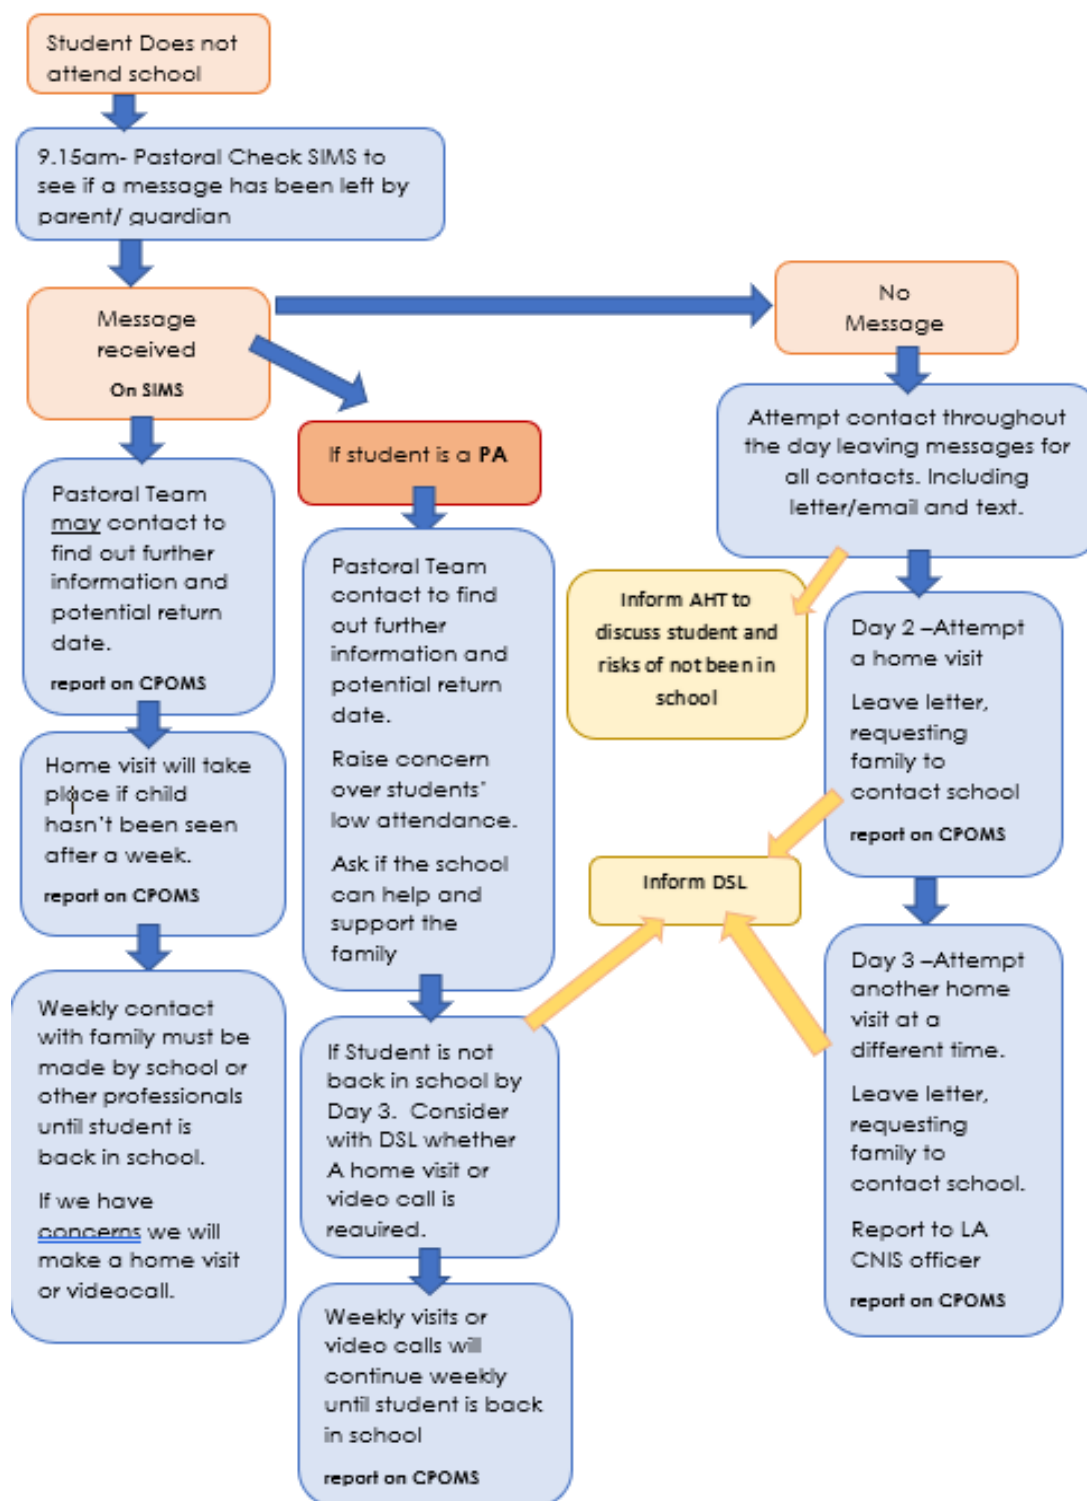 Student Does not
attend school
9.15am- Pastoral Check SIMS to
see if a message has been left by
parent/ guardian
Message
received
On SIMS
Pastoral Team
may contact to
find out further
information and
potential return
date.
report on CPOMS
Home visit will take
place if child
hasn't been seen
after a week.
report on CPOMS
Weekly contact
with family must be
made by school or
other professionals
until student is
back in school.
If we have
concerns we will
make a home visit
or videocall.
If student is a PA
Pastoral Team
contact to find
out further
information and
potential return
date.
Raise concern
over students'
low attendance.
Ask if the school
can help and
support the
family
If Student is not
back in school by
Day 3. Consider
with DSL whether
A home visit or
video call is
required.
Weekly visits or
video calls will
continue weekly
until student is back
in school
report on CPOMS
No
Message
Attempt contact throughout
the day leaving messages for
all contacts. Including
letter/email and text.
Inform AHT to
discuss student and
risks of not been in
school
Day 2 –Attempt
a home visit
Leave letter,
requesting
family to
contact school
report on CPOMS
Inform DSL
Day 3 –Attempt
another home
visit at a
different time.
Leave letter,
requesting
family to
contact school.
Report to LA
CNIS officer
report on CPOMS